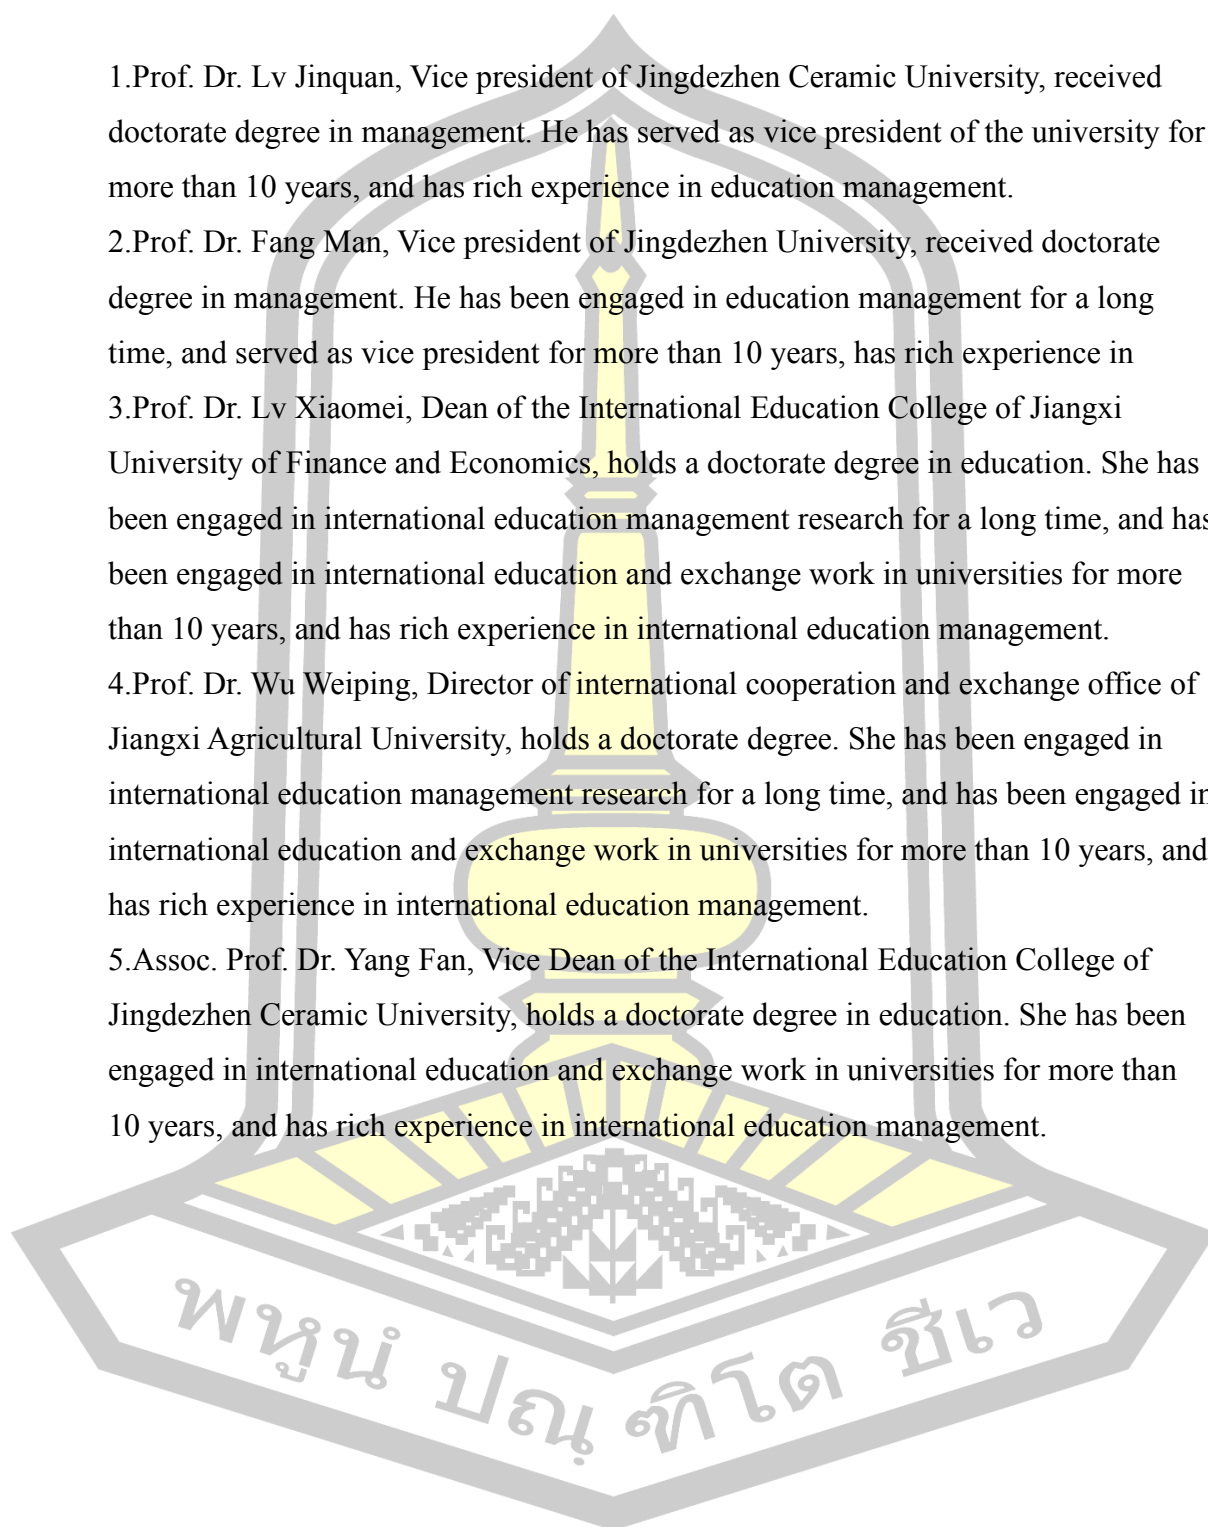 1.Prof. Dr. Lv Jinquan, Vice president of Jingdezhen Ceramic University, received
doctorate degree in management. He has served as vice president of the university for
more than 10 years, and has rich experience in education management.
2.Prof. Dr. Fang Man, Vice president of Jingdezhen University, received doctorate
degree in management. He has been engaged in education management for a long
time, and served as vice president for more than 10 years, has rich experience in
3.Prof. Dr. Lv Xiaomei, Dean of the International Education College of Jiangxi
University of Finance and Economics, holds a doctorate degree in education. She has
been engaged in international education management research for a long time, and has
been engaged in international education and exchange work in universities for more
than 10 years, and has rich experience in international education management.
4.Prof. Dr. Wu Weiping, Director of international cooperation and exchange office of
Jiangxi Agricultural University, holds a doctorate degree. She has been engaged in
international education management research for a long time, and has been engaged in
international education and exchange work in universities for more than 10 years, and
has rich experience in international education management.
5.Assoc. Prof. Dr. Yang Fan, Vice Dean of the International Education College of
Jingdezhen Ceramic University, holds a doctorate degree in education. She has been
engaged in international education and exchange work in universities for more than
10 years, and has rich experience in international education management.
พหูนํ ปณฺฑิโต ชีเว